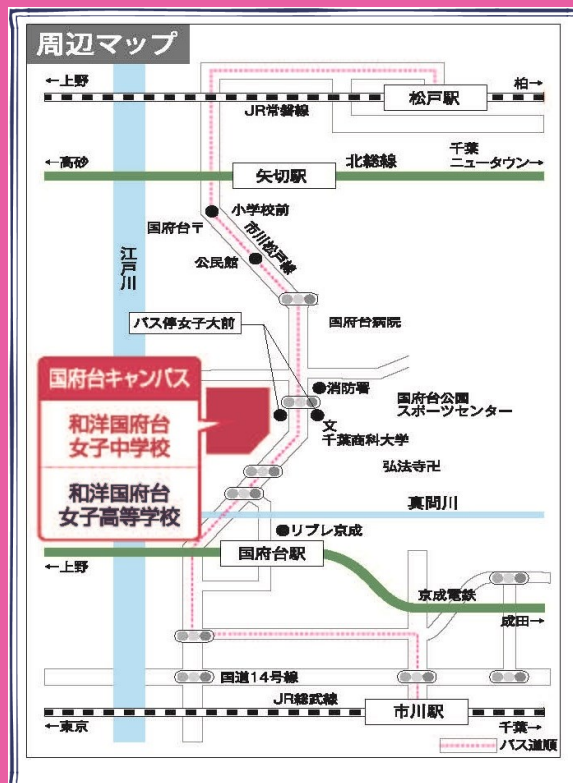 周辺マップ
←上野
柏→
松戸駅
JR常磐線
←高砂
矢切駅
北総線
千葉
ニュータウン→
小学校前
国府台〒
市川松戸線
公民館
江戸川
国府台病院
バス停女子大前
国府台キャンパス
和洋国府台
女子中学校
和洋国府台
女子高等学校
消防署
国府台公園
スポーツセンター
文
千葉商科大学
弘法寺卍
真間川
リブレ京成
国府台駅
←上野
京成電鉄
成田→
国道14号線
JR総武線
市川駅
←東京
千葉→
バス道順